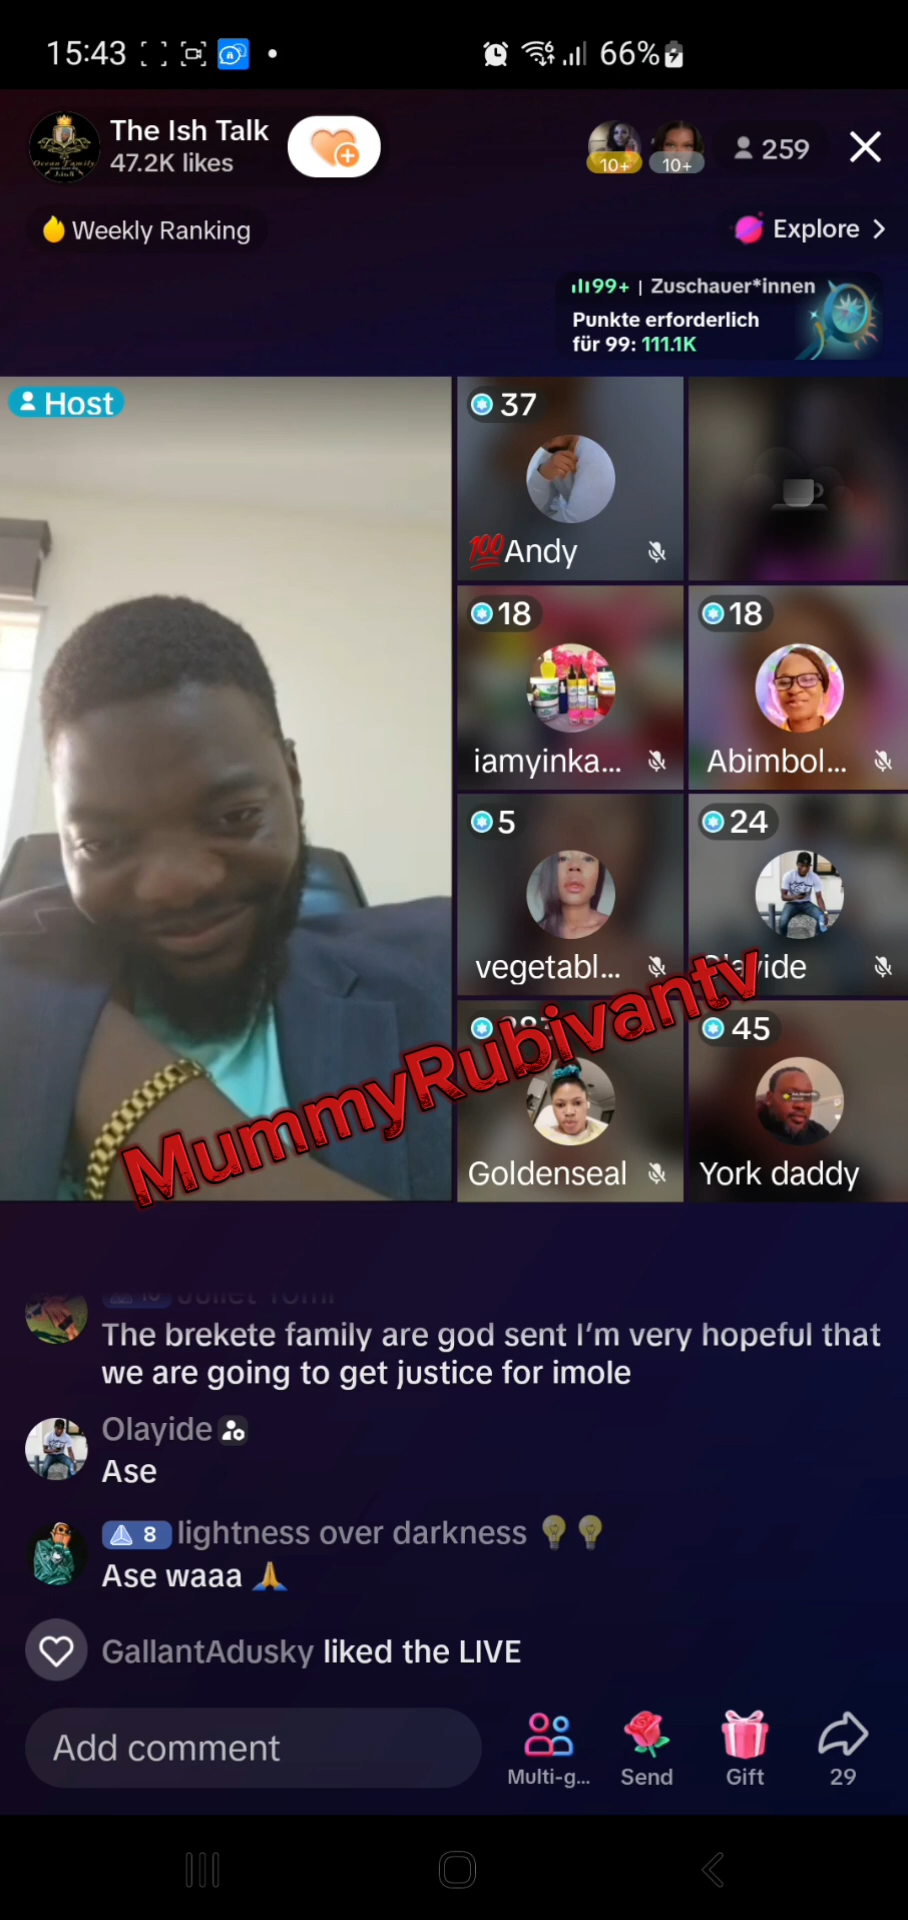 15:43
66%
The Ish Talk
47.2K likes
10+
10+
259
Weekly Ranking
Explore
99+ | Zuschauer*innen
Punkte erforderlich
für 99: 111.1K
Host
37
💯Andy
18
iamyinka...
18
Abimbol...
5
vegetabl...
24
MummyRubivantv
45
Goldenseal
York daddy
The brekete family are god sent I'm very hopeful that
we are going to get justice for imole
Olayide
Ase
8 lightness over darkness 💡💡
Ase waaa 🙏
GallantAdusky liked the LIVE
Add comment
Multi-g...
Send
Gift
29